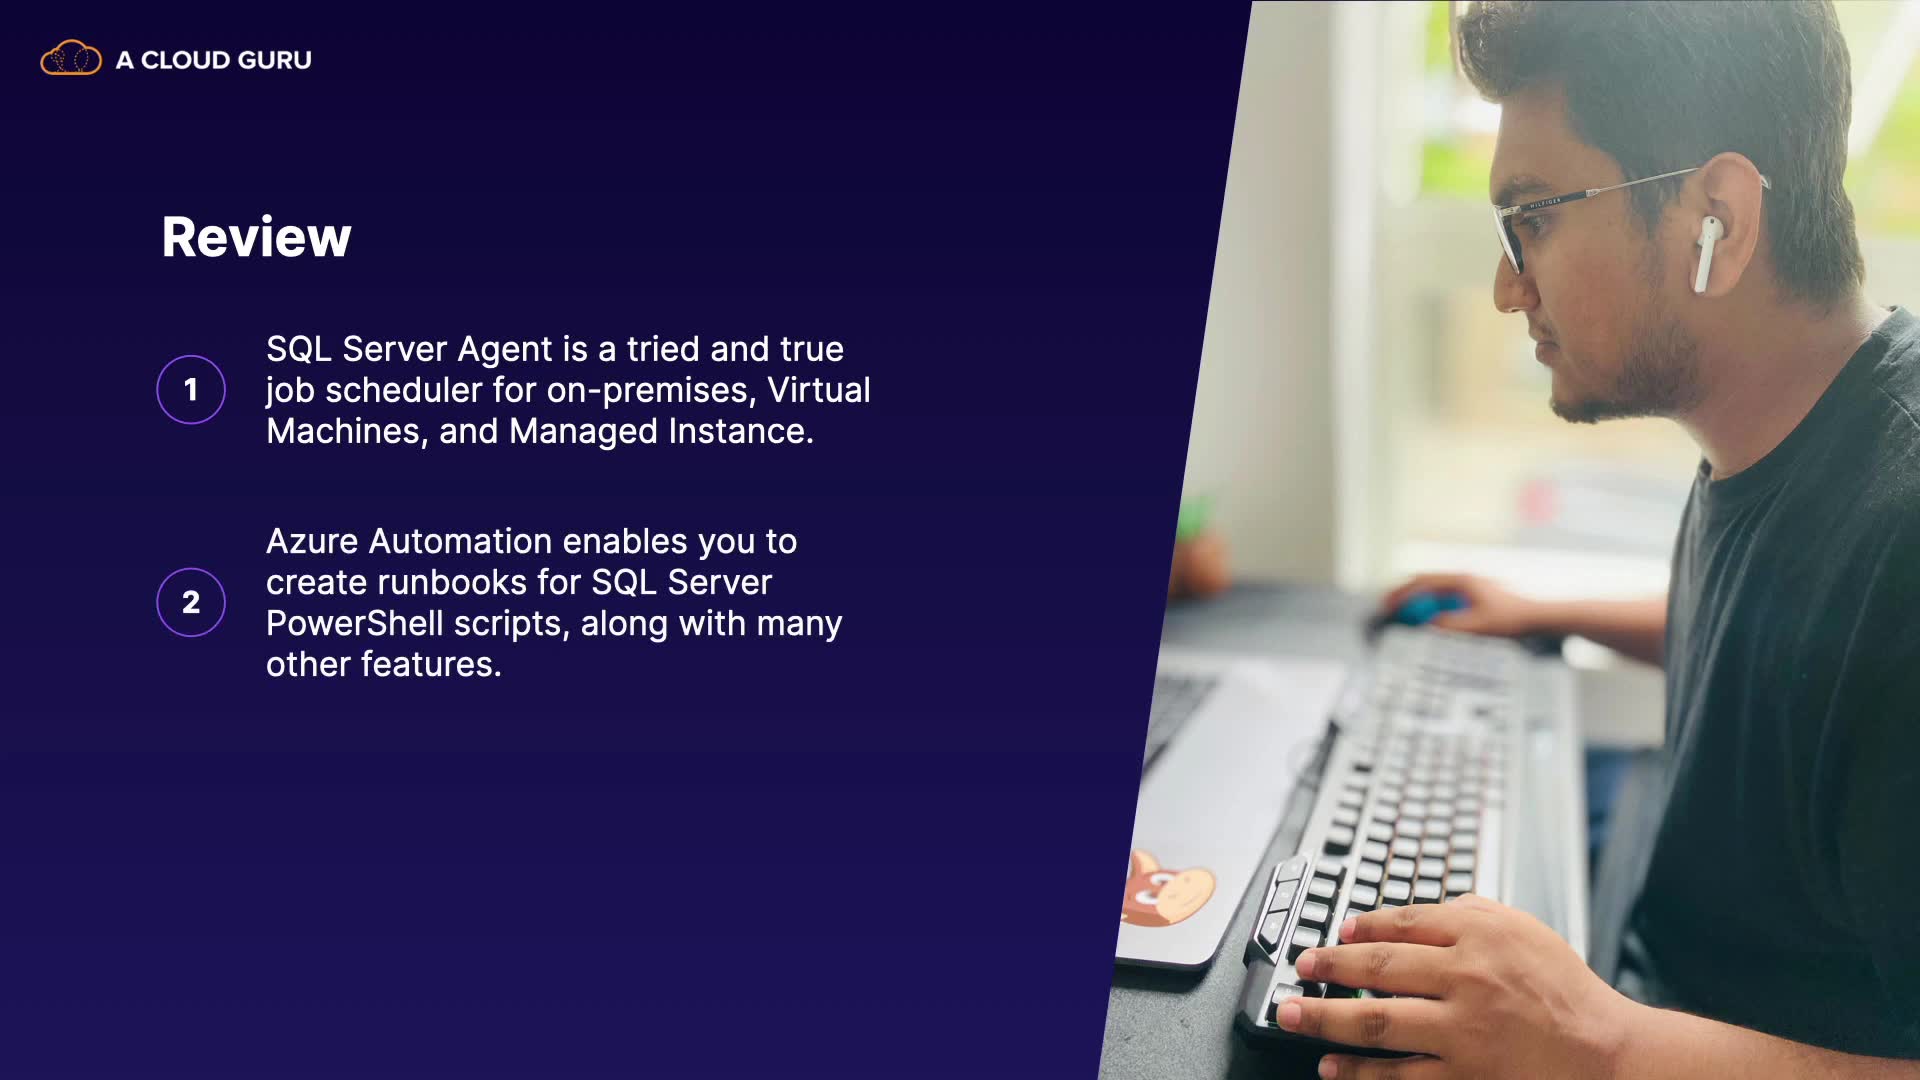 A CLOUD GURU
Review
1
SQL Server Agent is a tried and true
job scheduler for on-premises, Virtual
Machines, and Managed Instance.
2
Azure Automation enables you to
create runbooks for SQL Server
PowerShell scripts, along with many
other features.
HILFIGER